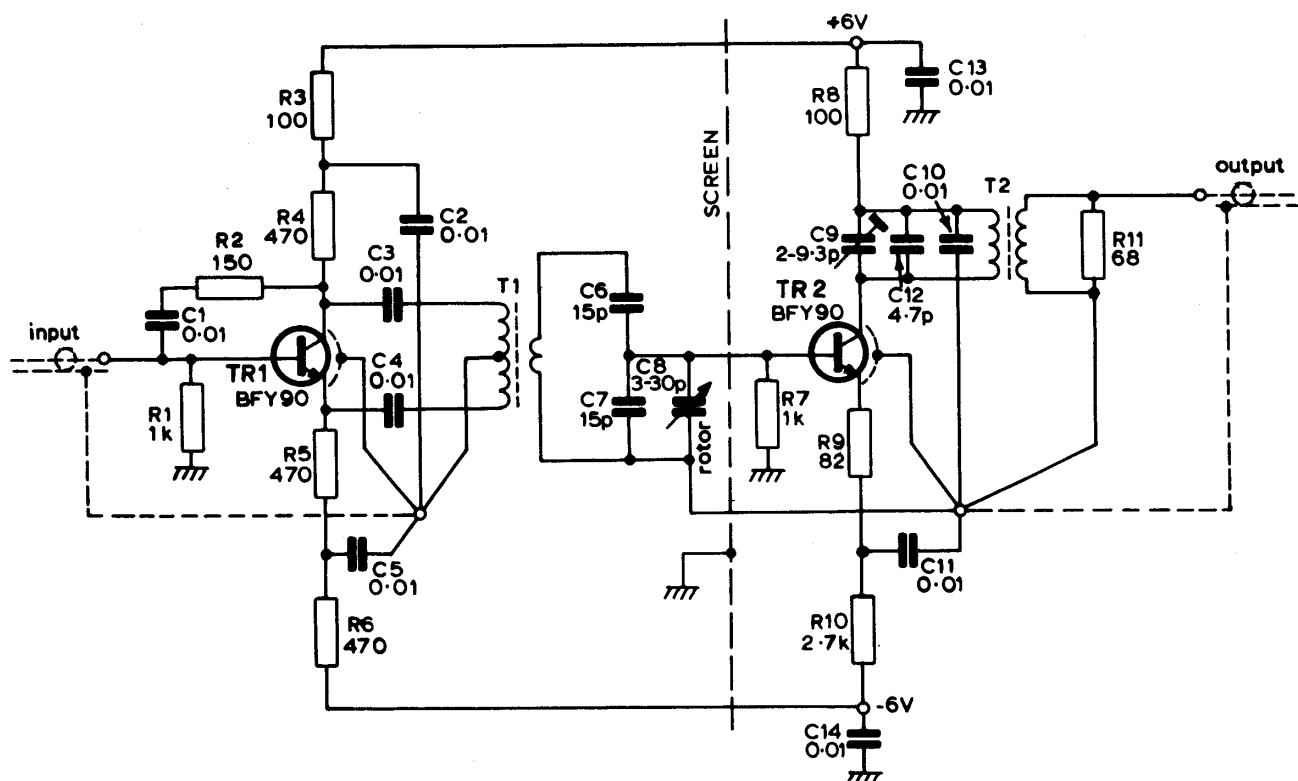 +6V
R3
100
R8
100
C13
0·01
SCREEN
output
R4
470
C2
0·01
C10
0·01
T2
R2
150
C3
0·01
T1
C9
2-9·3p
R11
68
input
C1
0·01
C6
15p
TR2
BFY90
C12
4·7p
TR1
BFY90
C4
0·01
R1
1k
C7
15p
C8
3-30p
rotor
R7
1k
R9
82
R5
470
C5
0·01
C11
0·01
R6
470
R10
2·7k
-6V
C14
0·01